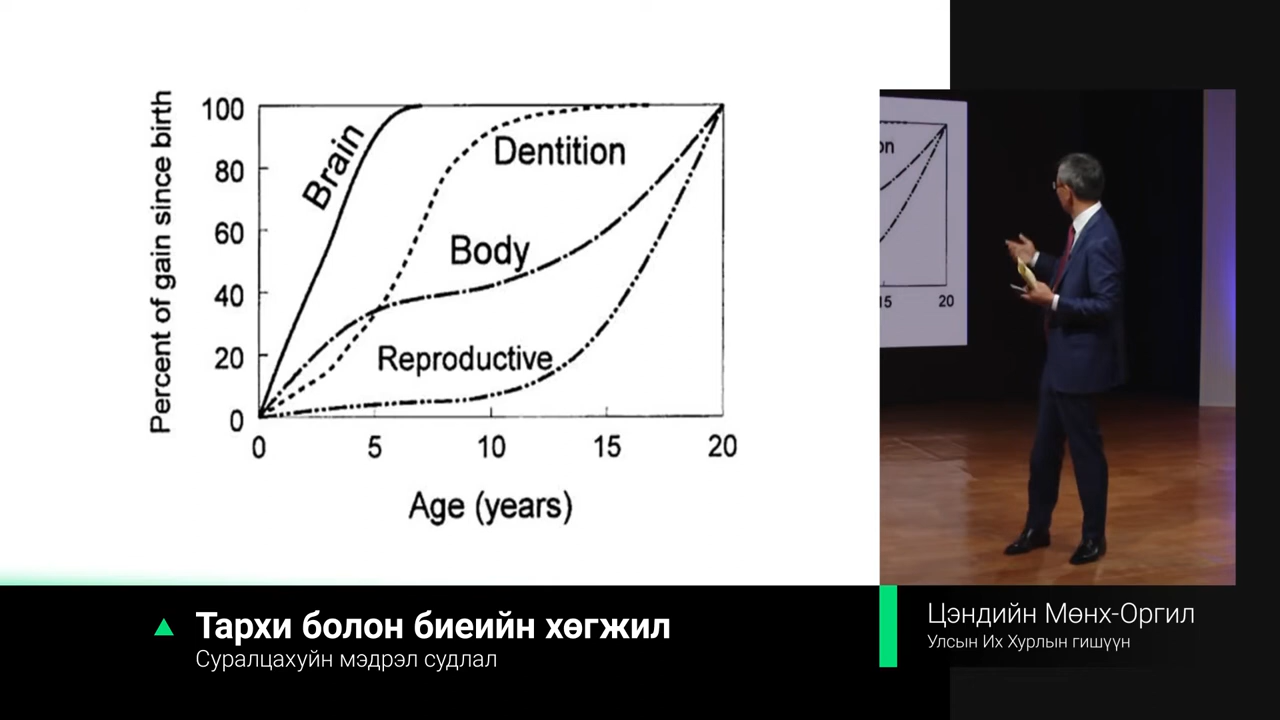 Percent of gain since birth
100
80
60
40
20
0
Brain
Dentition
Body
Reproductive
0 5 10 15 20
Age (years)
on
15 20
Тархи болон биеийн хөгжил
Суралцахуйн мэдрэл судлал
Цэндийн Мөнх-Оргил
Улсын Их Хурлын гишүүн